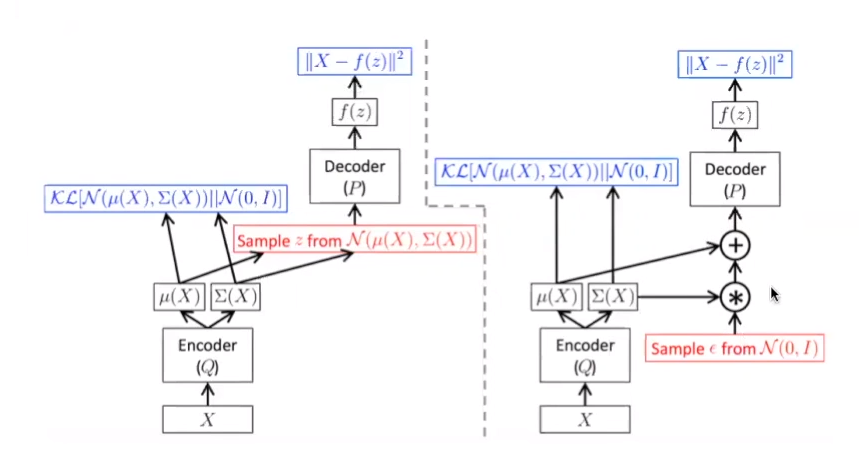 ‖X − f(z)‖²
f(z)
Decoder
(P)
𝒦ℒ[𝒩(μ(X), Σ(X))||𝒩(0, I)]
Sample z from 𝒩(μ(X), Σ(X))
μ(X) Σ(X)
Encoder
(Q)
X
‖X − f(z)‖²
f(z)
Decoder
(P)
𝒦ℒ[𝒩(μ(X), Σ(X))||𝒩(0, I)]
+
μ(X) Σ(X) *
Sample ϵ from 𝒩(0, I)
Encoder
(Q)
X